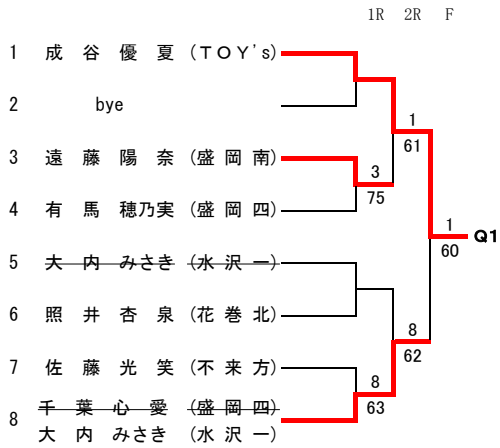 1R 2R F
1 成 谷 優 夏 (TOY's)
2 bye
1
61
3 遠 藤 陽 奈 (盛 岡 南)
3
75
4 有 馬 穂乃実 (盛 岡 四)
1
60
Q1
5 大 内 みさき (水 沢 一)
6 照 井 杏 泉 (花 巻 北)
8
62
7 佐 藤 光 笑 (不 来 方)
8
63
千 葉 心 愛 (盛 岡 四)
8
大 内 みさき (水 沢 一)